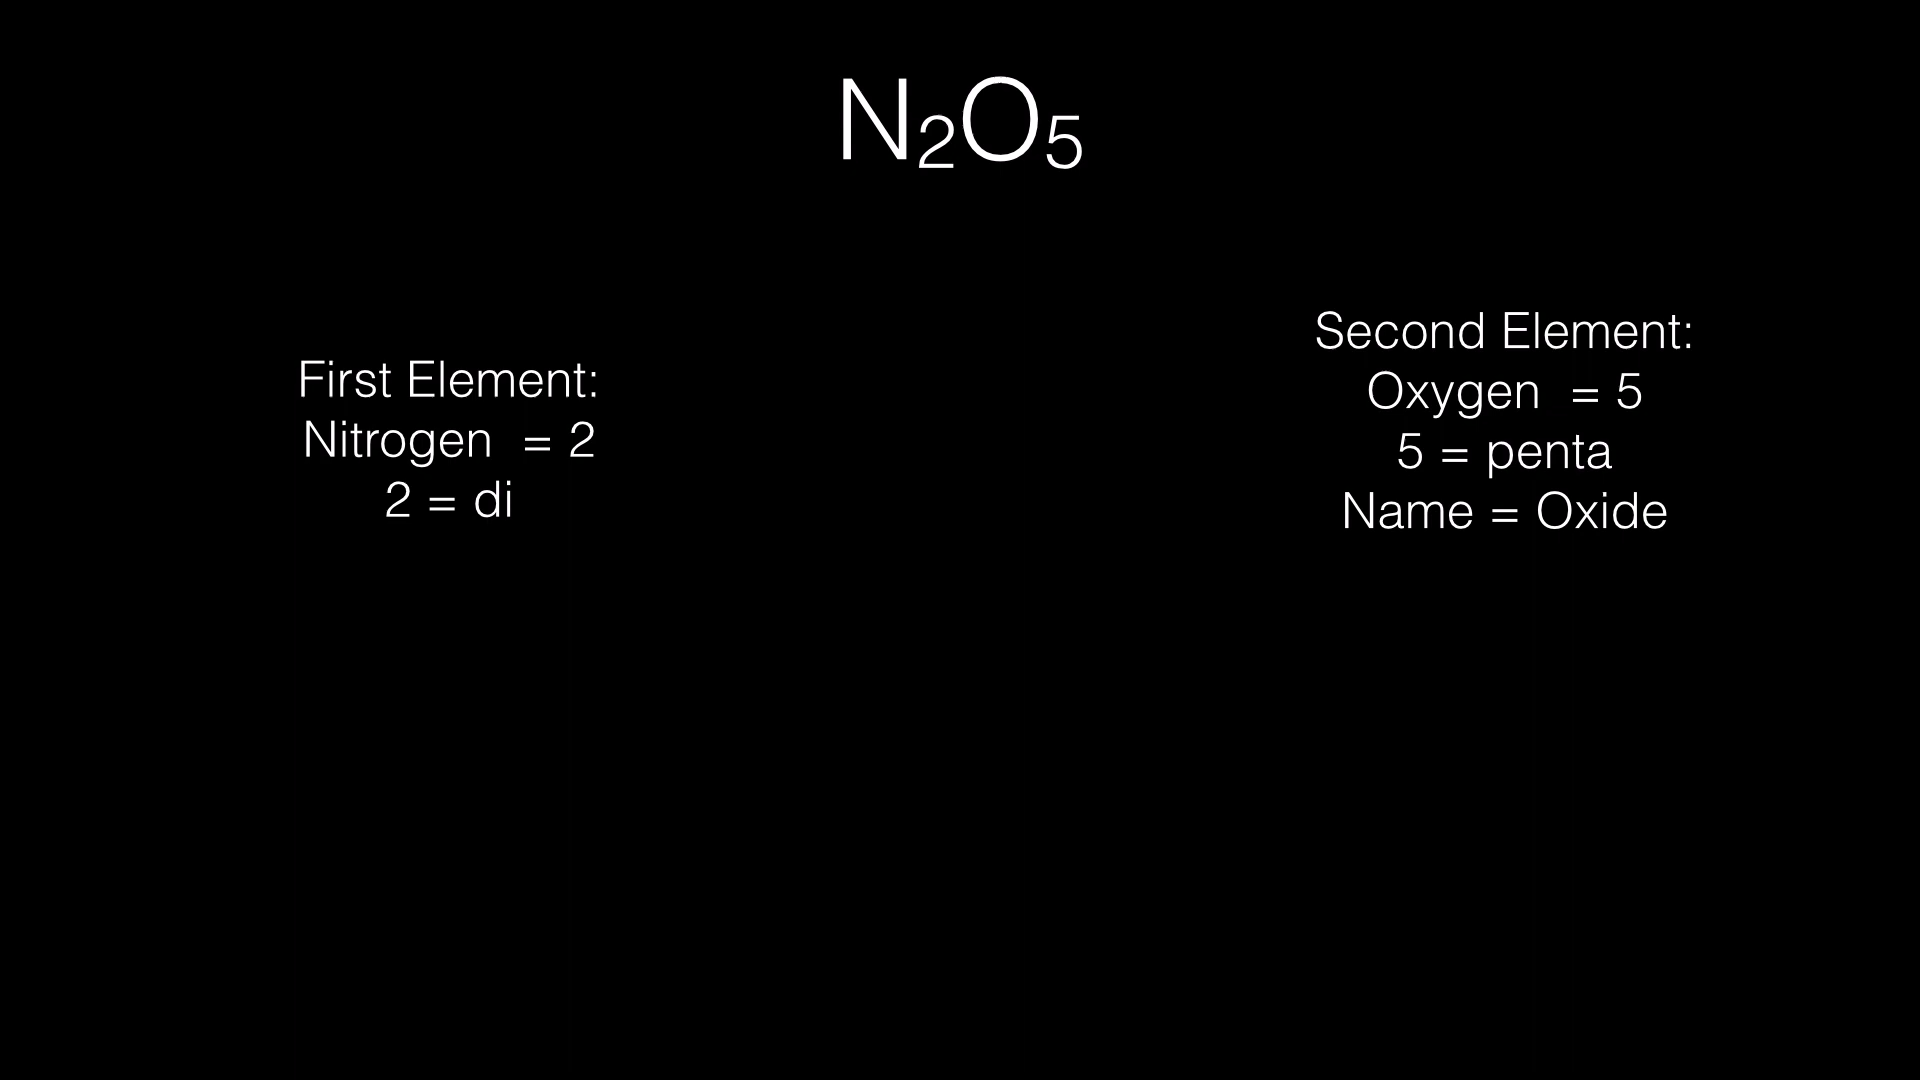 N₂O₅
First Element:
Nitrogen = 2
2 = di
Second Element:
Oxygen = 5
5 = penta
Name = Oxide